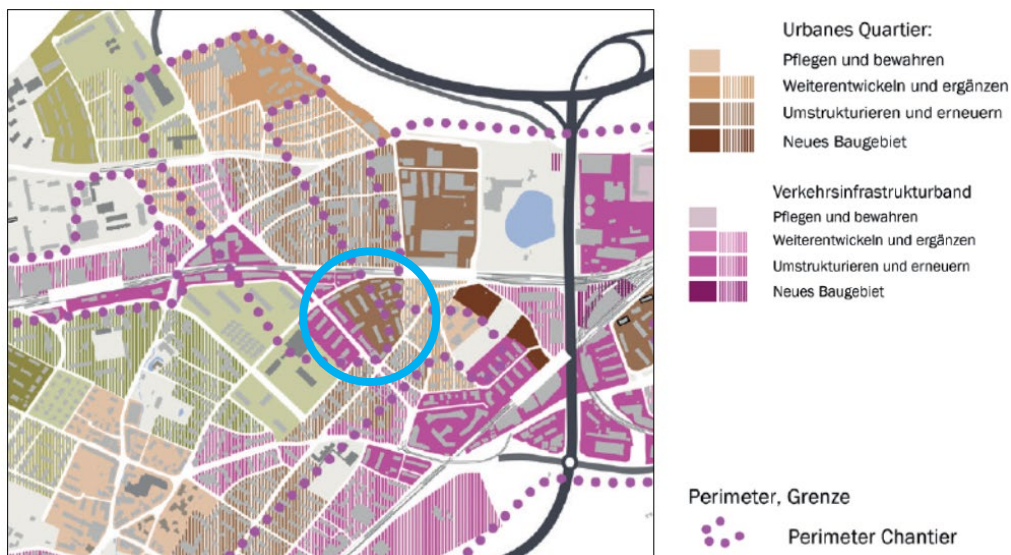 Urbanes Quartier:
Pflegen und bewahren
Weiterentwickeln und ergänzen
Umstrukturieren und erneuern
Neues Baugebiet
Verkehrsinfrastrukturband
Pflegen und bewahren
Weiterentwickeln und ergänzen
Umstrukturieren und erneuern
Neues Baugebiet
Perimeter, Grenze
Perimeter Chantier